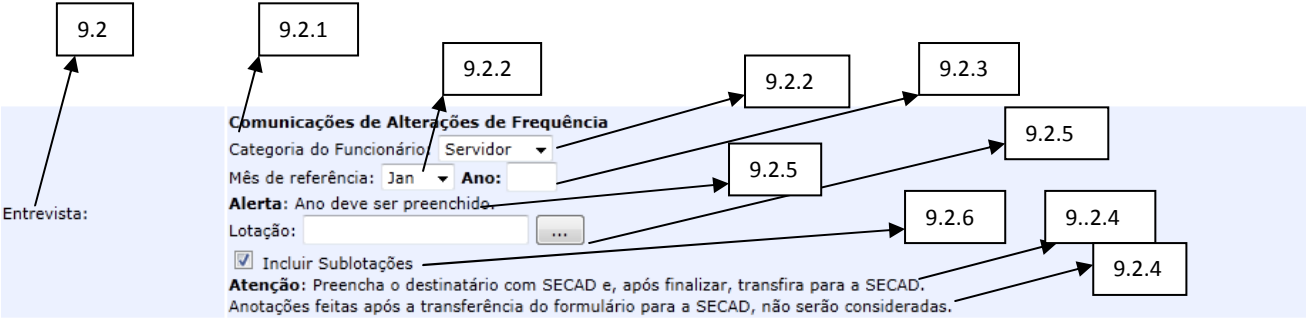 9.2
9.2.1
9.2.2
9.2.2
9.2.3
Comunicações de Alterações de Frequência
9.2.5
Categoria do Funcionário: Servidor
Mês de referência: Jan Ano:
9.2.5
Alerta: Ano deve ser preenchido.
Entrevista:
Lotação: ...
9.2.6
9..2.4
Incluir Sublotações
9.2.4
Atenção: Preencha o destinatário com SECAD e, após finalizar, transfira para a SECAD.
Anotações feitas após a transferência do formulário para a SECAD, não serão consideradas.